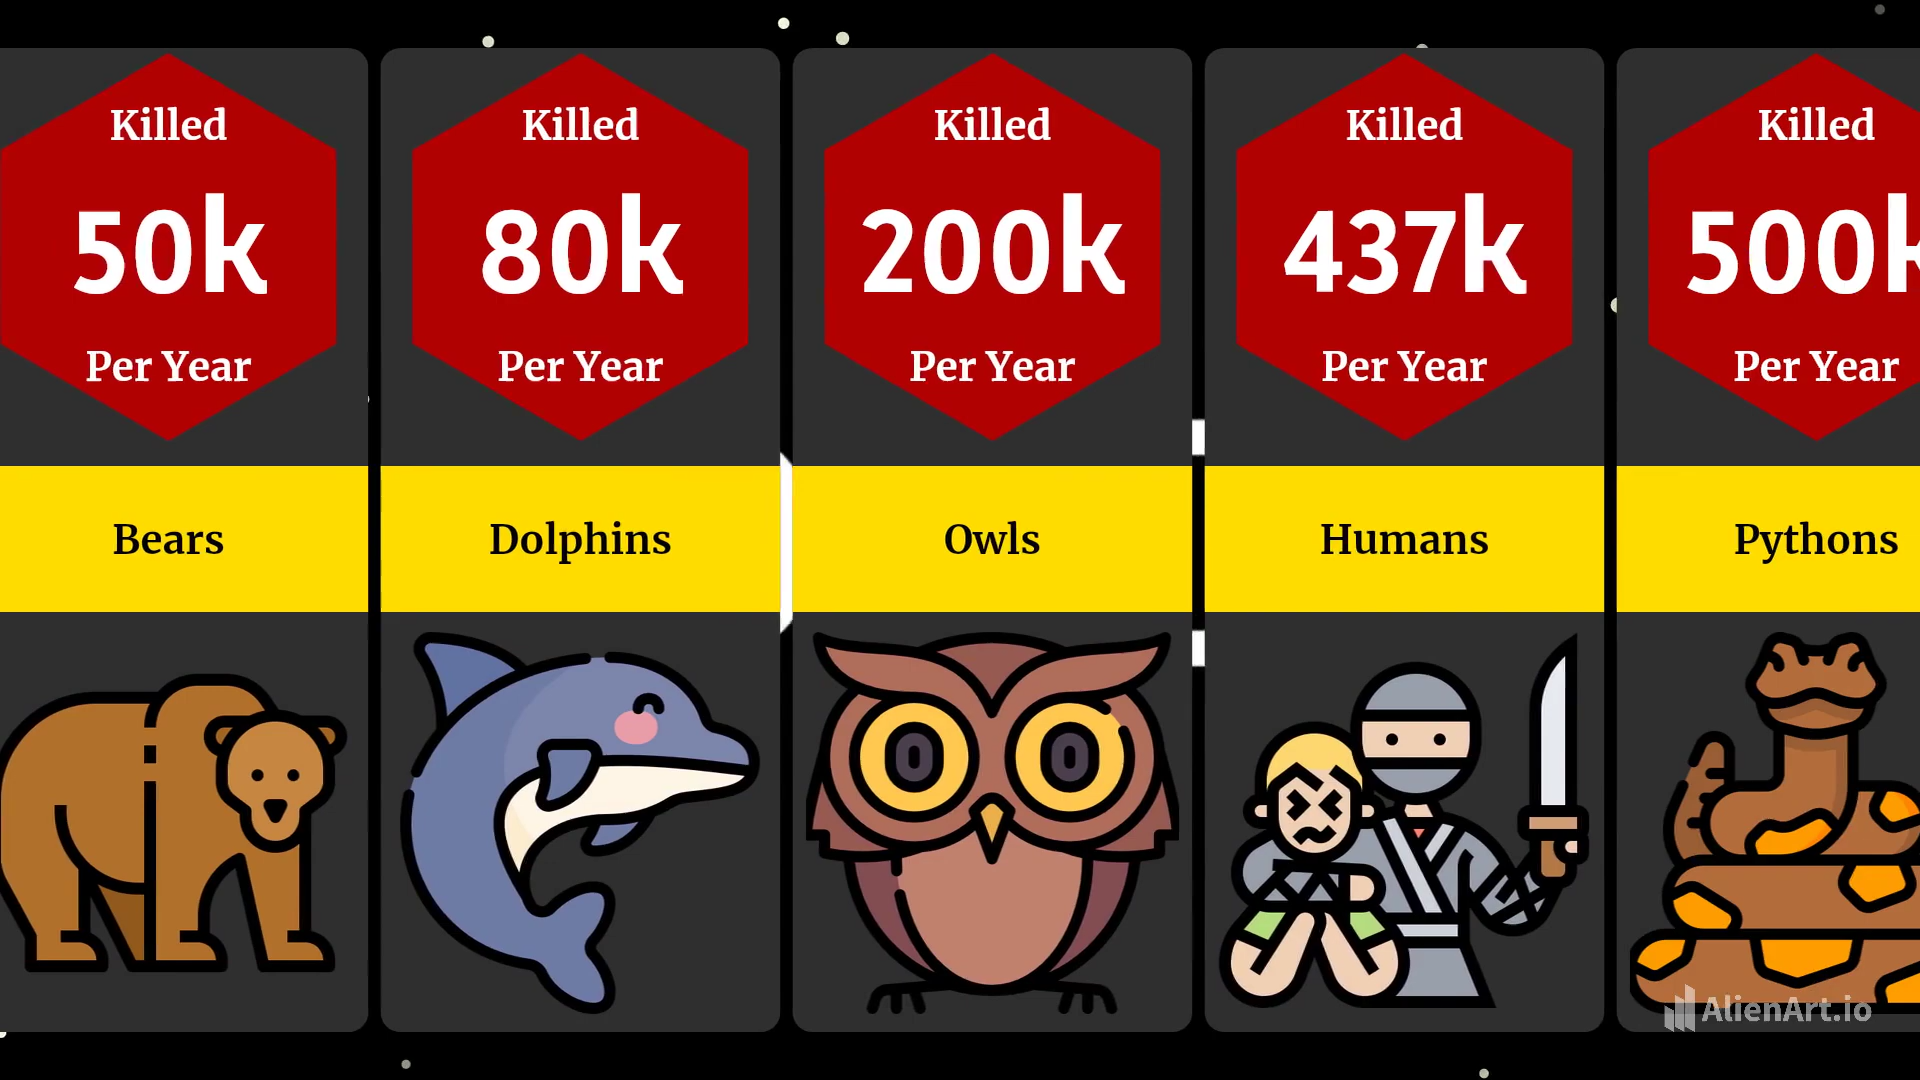 Killed
50k
Per Year
Bears
Killed
80k
Per Year
Dolphins
Killed
200k
Per Year
Owls
Killed
437k
Per Year
Humans
Killed
500k
Per Year
Pythons
AlienArt.io